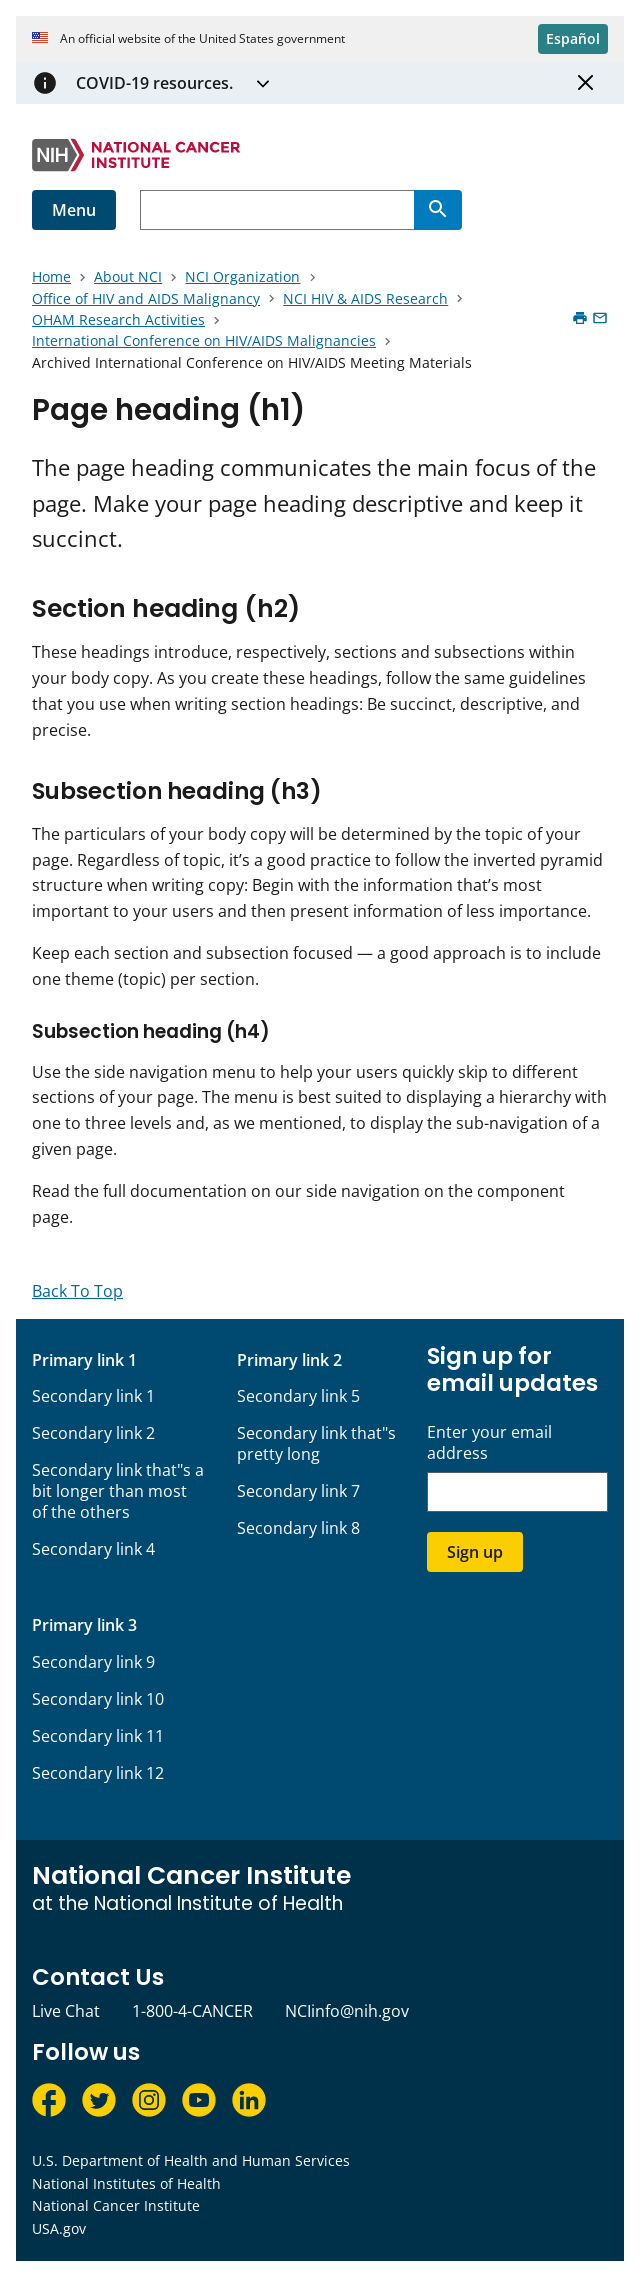 An official website of the United States government
Español
COVID-19 resources.
NIH NATIONAL CANCER
INSTITUTE
Menu
Home > About NCI > NCI Organization >
Office of HIV and AIDS Malignancy > NCI HIV & AIDS Research >
OHAM Research Activities >
International Conference on HIV/AIDS Malignancies >
Archived International Conference on HIV/AIDS Meeting Materials
Page heading (h1)
The page heading communicates the main focus of the
page. Make your page heading descriptive and keep it
succinct.
Section heading (h2)
These headings introduce, respectively, sections and subsections within
your body copy. As you create these headings, follow the same guidelines
that you use when writing section headings: Be succinct, descriptive, and
precise.
Subsection heading (h3)
The particulars of your body copy will be determined by the topic of your
page. Regardless of topic, it’s a good practice to follow the inverted pyramid
structure when writing copy: Begin with the information that’s most
important to your users and then present information of less importance.
Keep each section and subsection focused — a good approach is to include
one theme (topic) per section.
Subsection heading (h4)
Use the side navigation menu to help your users quickly skip to different
sections of your page. The menu is best suited to displaying a hierarchy with
one to three levels and, as we mentioned, to display the sub-navigation of a
given page.
Read the full documentation on our side navigation on the component
page.
Back To Top
Primary link 1
Secondary link 1
Secondary link 2
Secondary link that"s a
bit longer than most
of the others
Secondary link 4
Primary link 2
Secondary link 5
Secondary link that"s
pretty long
Secondary link 7
Secondary link 8
Primary link 3
Secondary link 9
Secondary link 10
Secondary link 11
Secondary link 12
Sign up for
email updates
Enter your email
address
Sign up
National Cancer Institute
at the National Institute of Health
Contact Us
Live Chat 1-800-4-CANCER NCIinfo@nih.gov
Follow us
U.S. Department of Health and Human Services
National Institutes of Health
National Cancer Institute
USA.gov